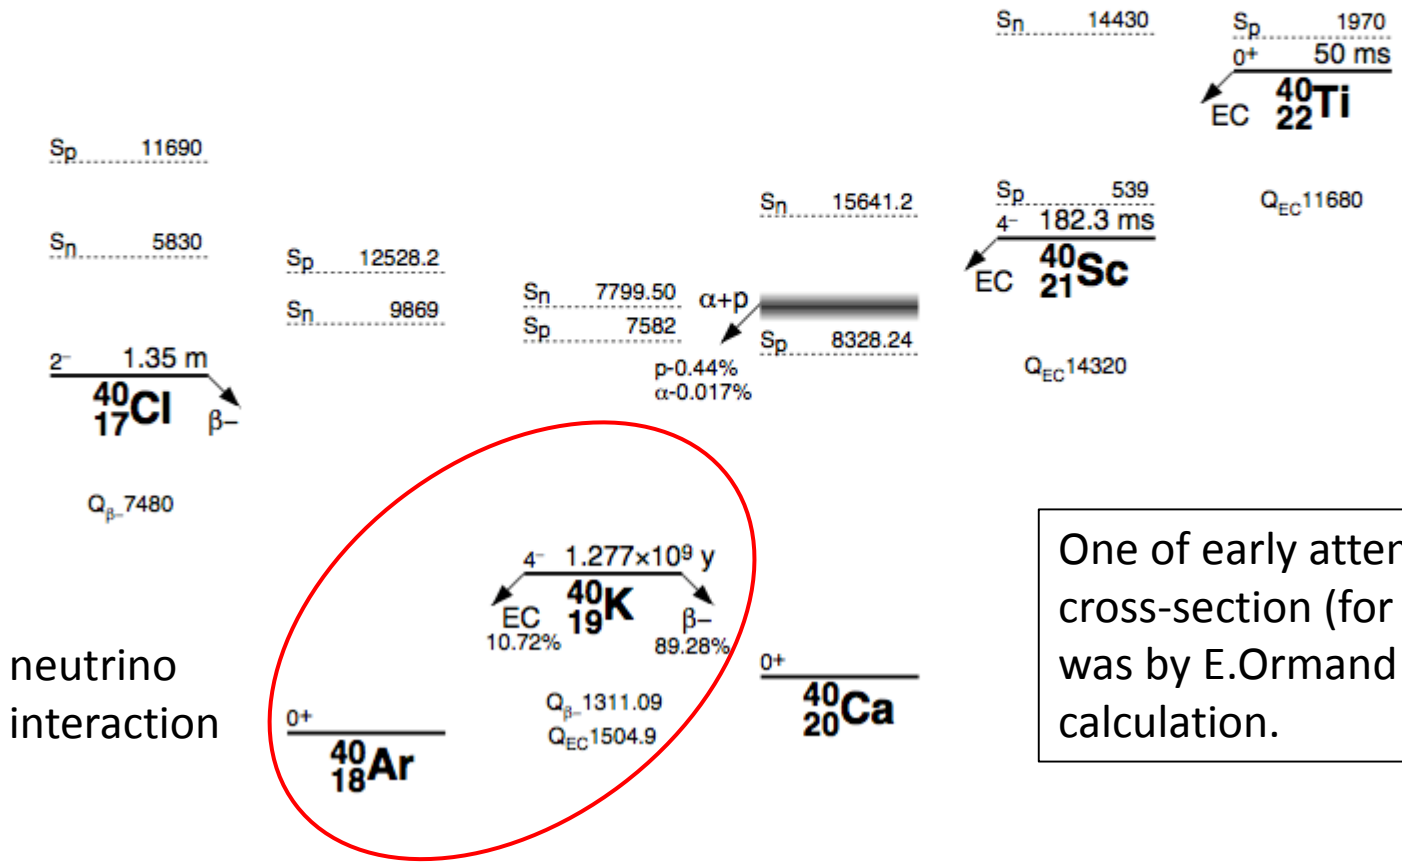 Sn 14430
Sp 1970
0+ 50 ms
40 22 Ti
EC
QEC 11680
Sp 11690
Sn 5830
2− 1.35 m
40 17 Cl
β−
Qβ− 7480
Sp 12528.2
Sn 9869
Sn 7799.50
Sp 7582
α+p
p-0.44%
α-0.017%
Sn 15641.2
Sp 8328.24
Sp 539
4− 182.3 ms
40 21 Sc
EC
QEC 14320
4− 1.277×10⁹ y
40 19 K
EC
10.72%
β−
89.28%
Qβ− 1311.09
QEC 1504.9
0+
40 20 Ca
neutrino
interaction
0+
40 18 Ar
One of early
cross-section (for
was by E.Ormand
calculation.